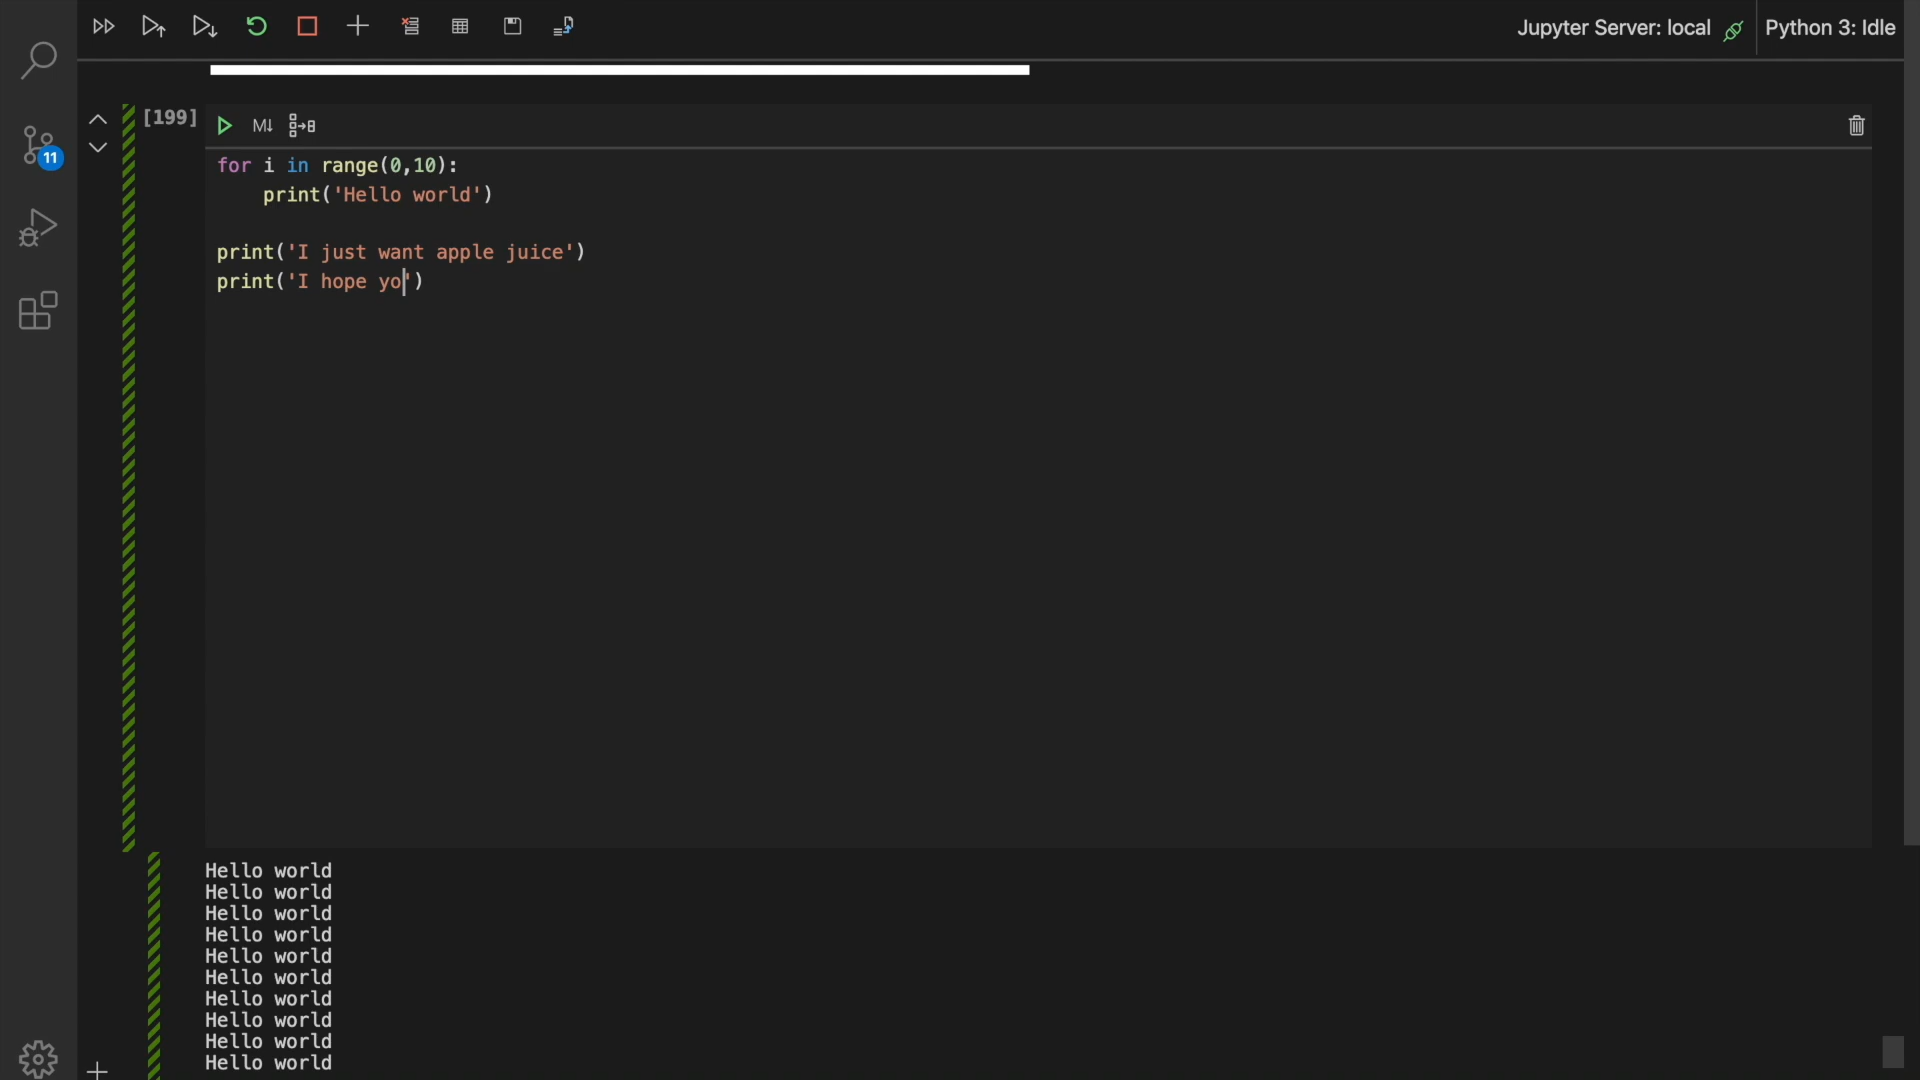 Jupyter Server: local
Python 3: Idle
11
[199]
M↓
for i in range(0,10):
    print('Hello world')
print('I just want apple juice')
print('I hope yo')
Hello world
Hello world
Hello world
Hello world
Hello world
Hello world
Hello world
Hello world
Hello world
Hello world